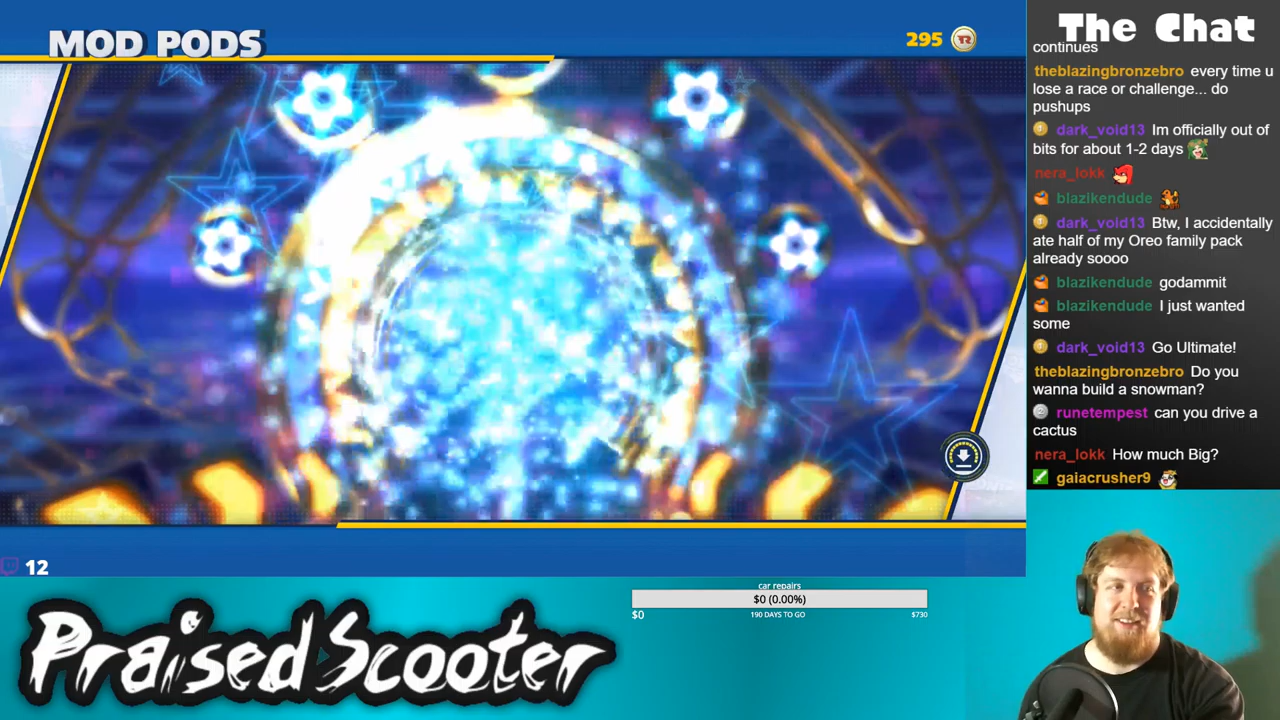 MOD PODS
295
The Chat
continues
theblazingbronzebro every time u
lose a race or challenge... do
pushups
dark_void13 Im officially out of
bits for about 1-2 days
nera_lokk
blazikendude
dark_void13 Btw, I accidentally
ate half of my Oreo family pack
already soooo
blazikendude godammit
blazikendude I just wanted
some
dark_void13 Go Ultimate!
theblazingbronzebro Do you
wanna build a snowman?
runetempest can you drive a
cactus
nera_lokk How much Big?
gaiacrusher9
12
car repairs
$0 (0.00%)
$0 190 DAYS TO GO $730
PraisedScooter